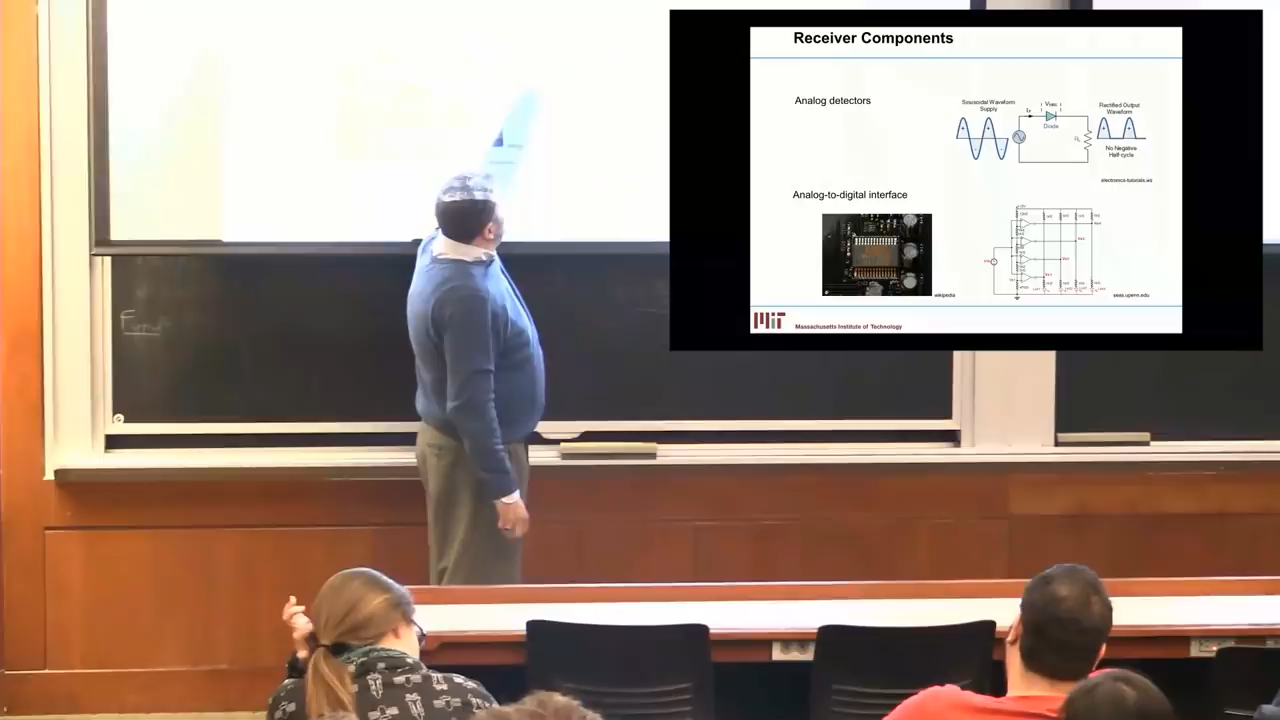 Receiver Components
Analog detectors
Sinusoidal Waveform
Supply
Diode
Rectified Output
Waveform
No Negative
Half-cycle
electronics-tutorials.ws
Analog-to-digital interface
wikipedia
seas.upenn.edu
MIT
Massachusetts Institute of Technology